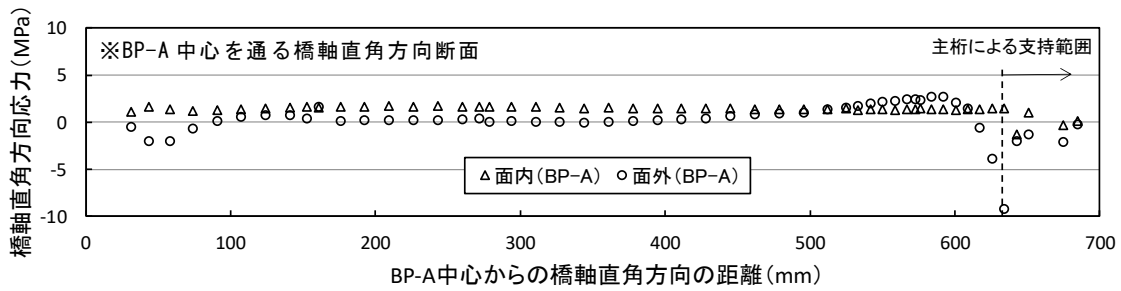 橋軸直角方向応力(MPa)
10
5
0
-5
-10
※BP-A 中心を通る橋軸直角方向断面
主桁による支持範囲
△面内(BP-A) ○面外(BP-A)
0 100 200 300 400 500 600 700
BP-A中心からの橋軸直角方向の距離(mm)